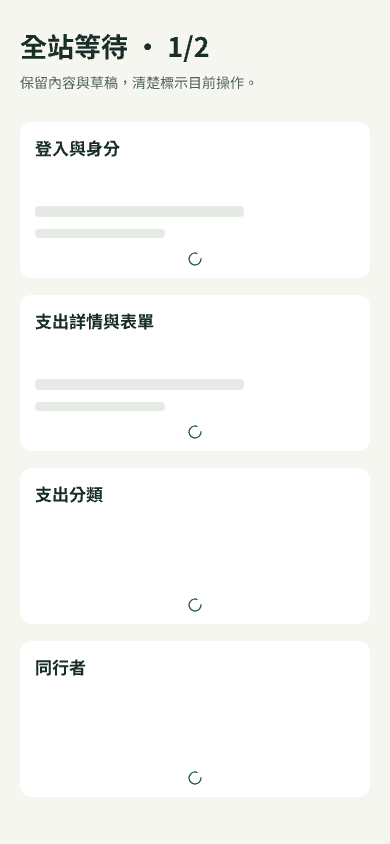 全站等待 • 1/2
保留內容與草稿，清楚標示目前操作。
登入與身分
支出詳情與表單
支出分類
同行者